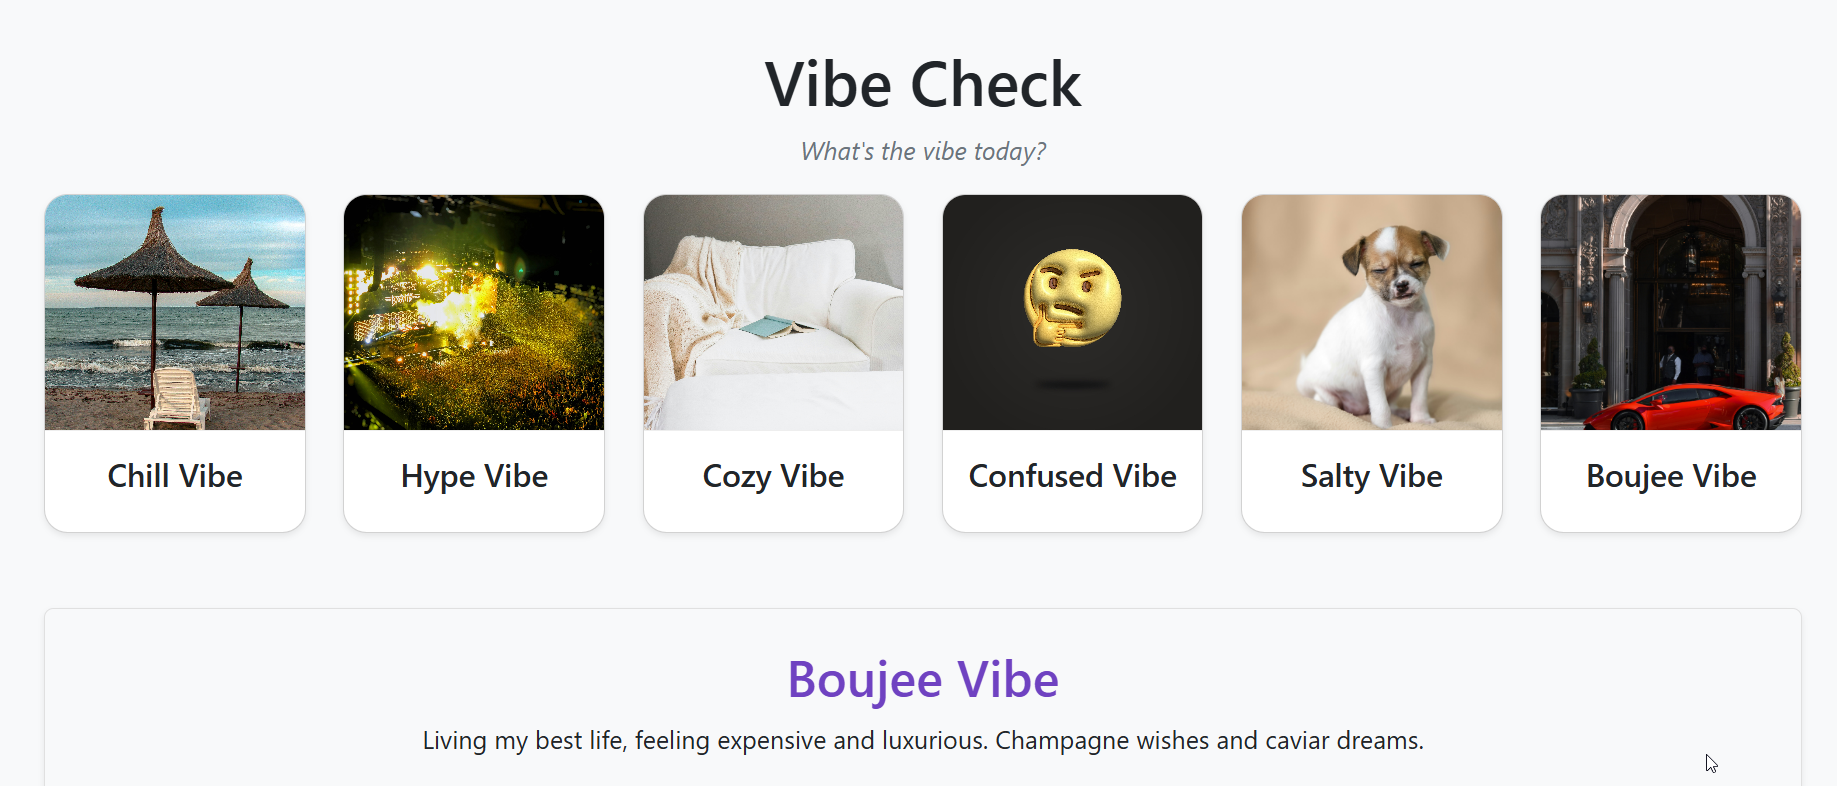 Vibe Check
What's the vibe today?
Chill Vibe
Hype Vibe
Cozy Vibe
Confused Vibe
Salty Vibe
Boujee Vibe
Boujee Vibe
Living my best life, feeling expensive and luxurious. Champagne wishes and caviar dreams.